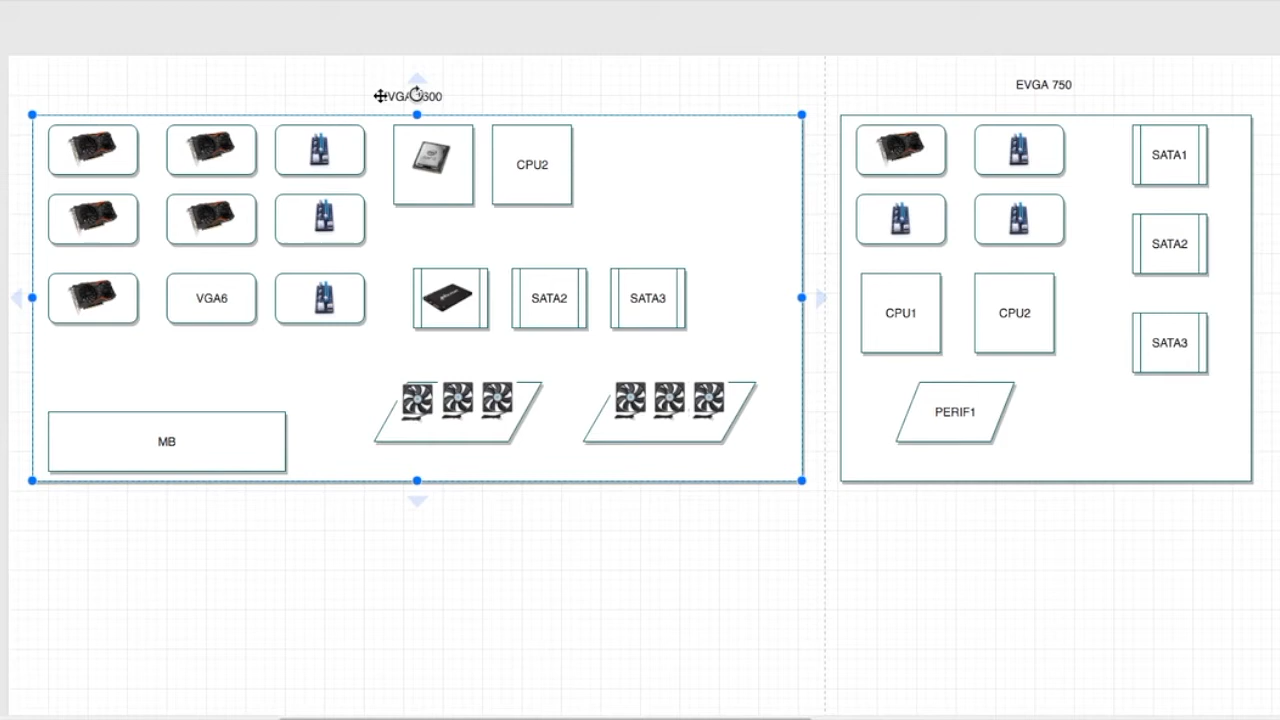 EVGA 750
CPU2
VGA6
SATA2
SATA3
MB
SATA1
SATA2
CPU1
CPU2
SATA3
PERIF1